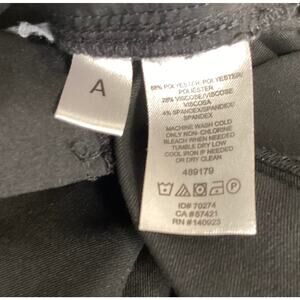 A
68% POLYESTER-POLYESTER/
POLIESTER
28% VISCOSE/VISCOSE
VISCOSA
4% SPANDEX/SPANDEX/
SPANDEX
MACHINE WASH COLD
ONLY NON-CHLORINE
BLEACH WHEN NEEDED
TUMBLE DRY LOW
COOL IRON IF NEEDED
OR DRY CLEAN
489179
ID# 70274
CA # 57421
RN # 140923